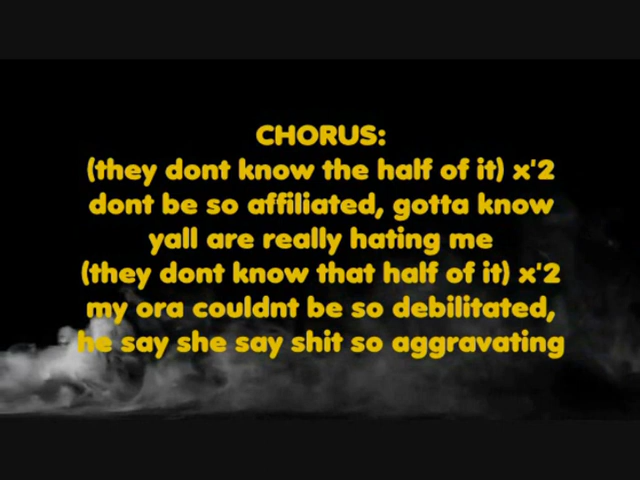 CHORUS:
(they dont know the half of it) x'2
dont be so affiliated, gotta know
yall are really hating me
(they dont know that half of it) x'2
my ora couldnt be so debilitated,
he say she say shit so aggravating